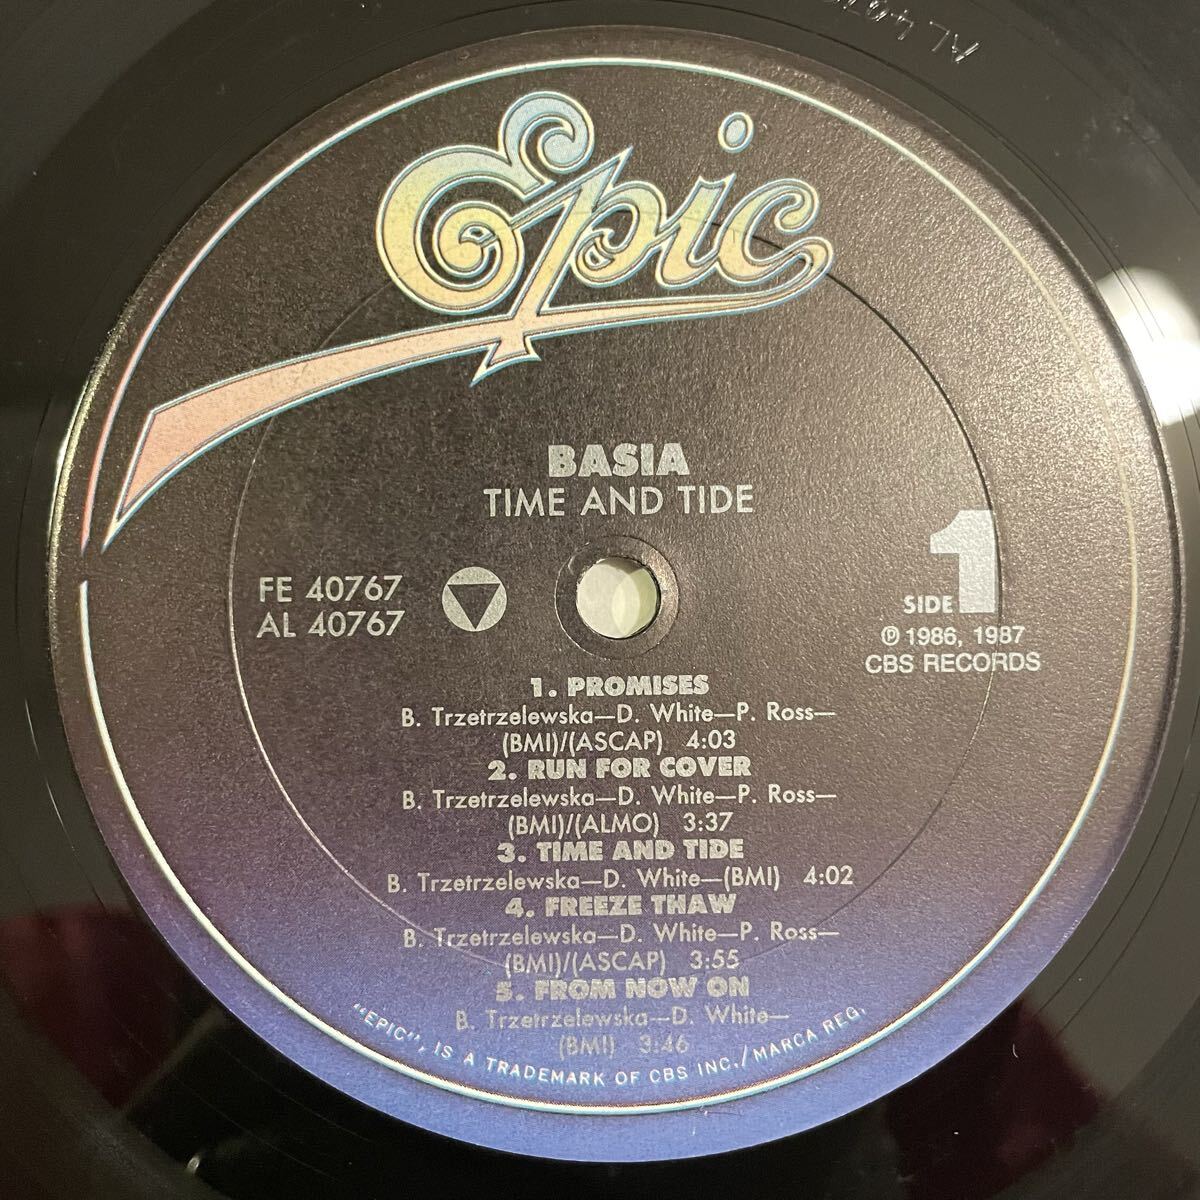 AL 407
Epic
BASIA
TIME AND TIDE
FE 40767
AL 40767
SIDE 1
℗ 1986, 1987
CBS RECORDS
1. PROMISES
B. Trzetrzelewska—D. White—P. Ross—
(BMI)/(ASCAP) 4:03
2. RUN FOR COVER
B. Trzetrzelewska—D. White—P. Ross—
(BMI)/(ALMO) 3:37
3. TIME AND TIDE
B. Trzetrzelewska—D. White—(BMI) 4:02
4. FREEZE THAW
B. Trzetrzelewska—D. White—P. Ross—
(BMI)/(ASCAP) 3:55
5. FROM NOW ON
B. Trzetrzelewska—D. White—
(BMI) 3:46
"EPIC", IS A TRADEMARK OF CBS INC./MARCA REG.